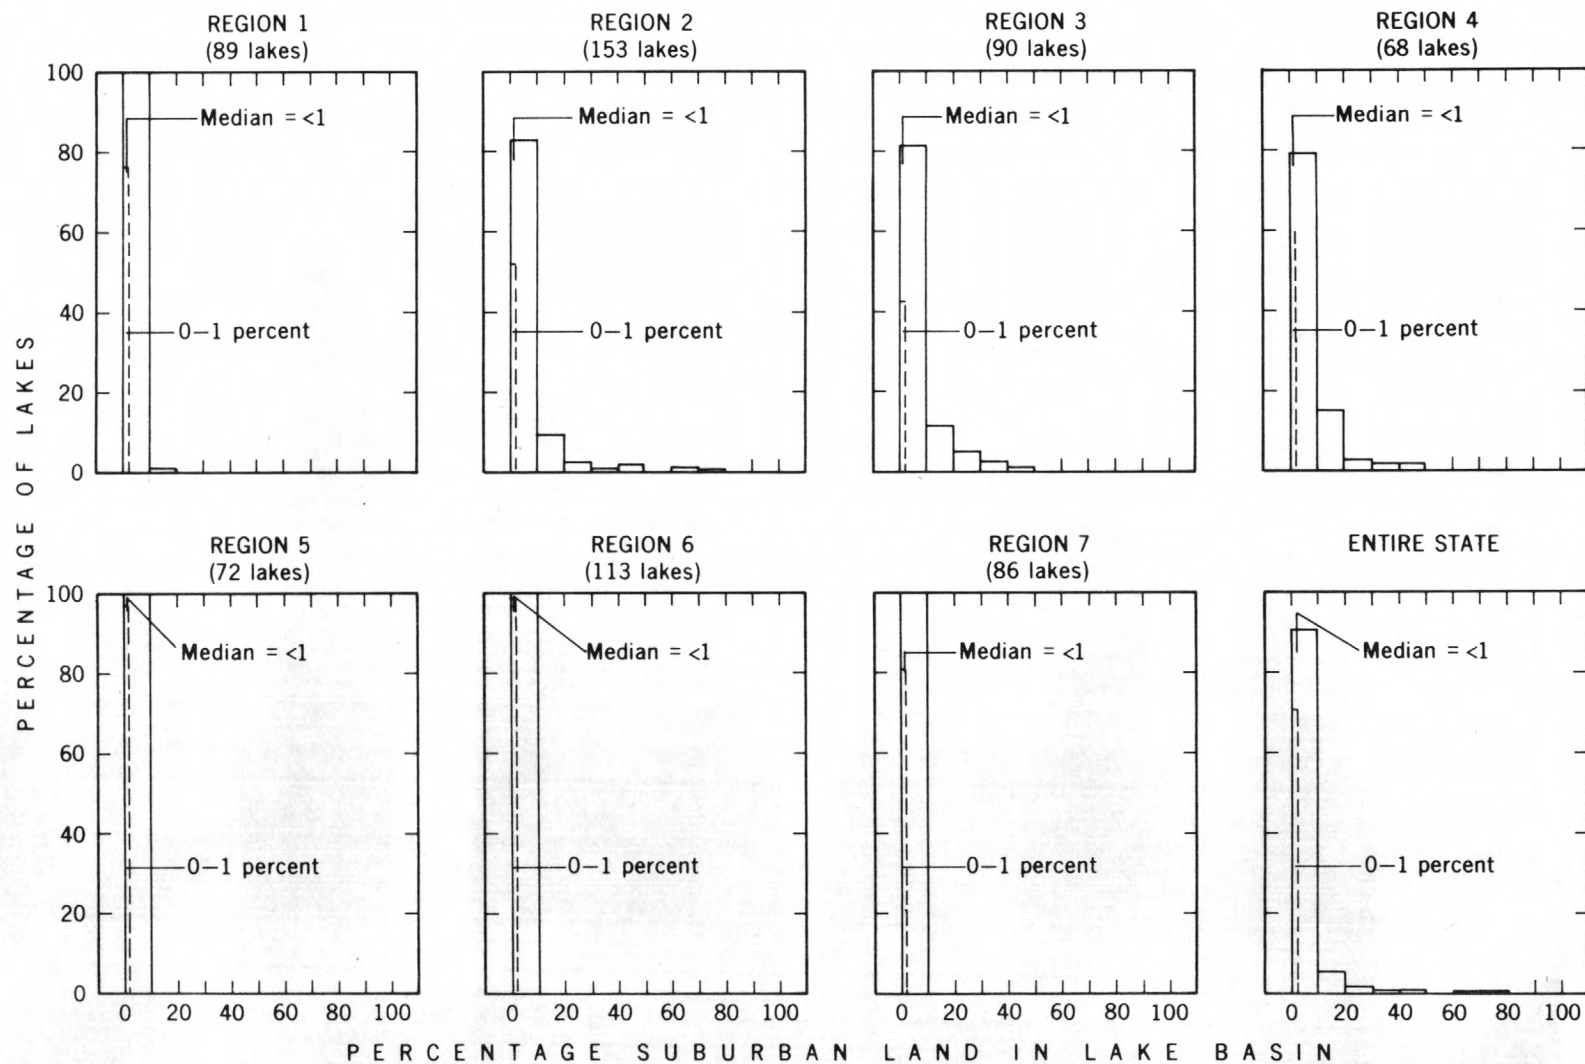 REGION 1
(89 lakes)
REGION 2
(153 lakes)
REGION 3
(90 lakes)
REGION 4
(68 lakes)
100
80
60
40
20
0
Median = <1
0–1 percent
Median = <1
0–1 percent
Median = <1
0–1 percent
Median = <1
0–1 percent
PERCENTAGE OF LAKES
REGION 5
(72 lakes)
REGION 6
(113 lakes)
REGION 7
(86 lakes)
ENTIRE STATE
100
80
60
40
20
0
Median = <1
0–1 percent
Median = <1
0–1 percent
Median = <1
0–1 percent
Median = <1
0–1 percent
0 20 40 60 80 100
0 20 40 60 80 100
0 20 40 60 80 100
0 20 40 60 80 100
PERCENTAGE SUBURBAN LAND IN LAKE BASIN